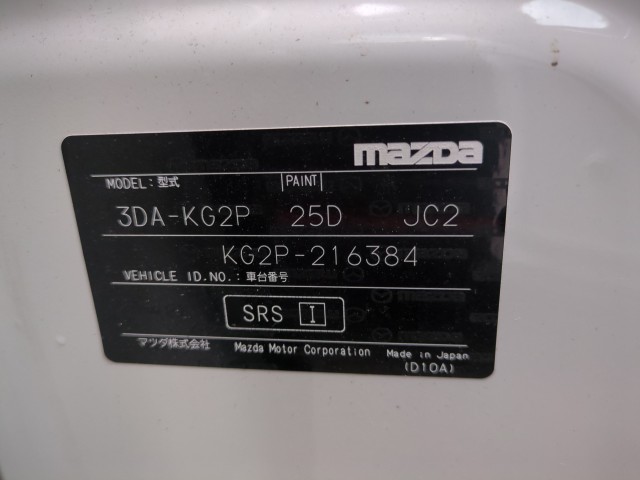 mazda
MODEL:型式 PAINT
3DA-KG2P 25D JC2
KG2P-216384
VEHICLE ID.NO.:車台番号
SRS I
マツダ株式会社 Mazda Motor Corporation Made in Japan
(D10A)